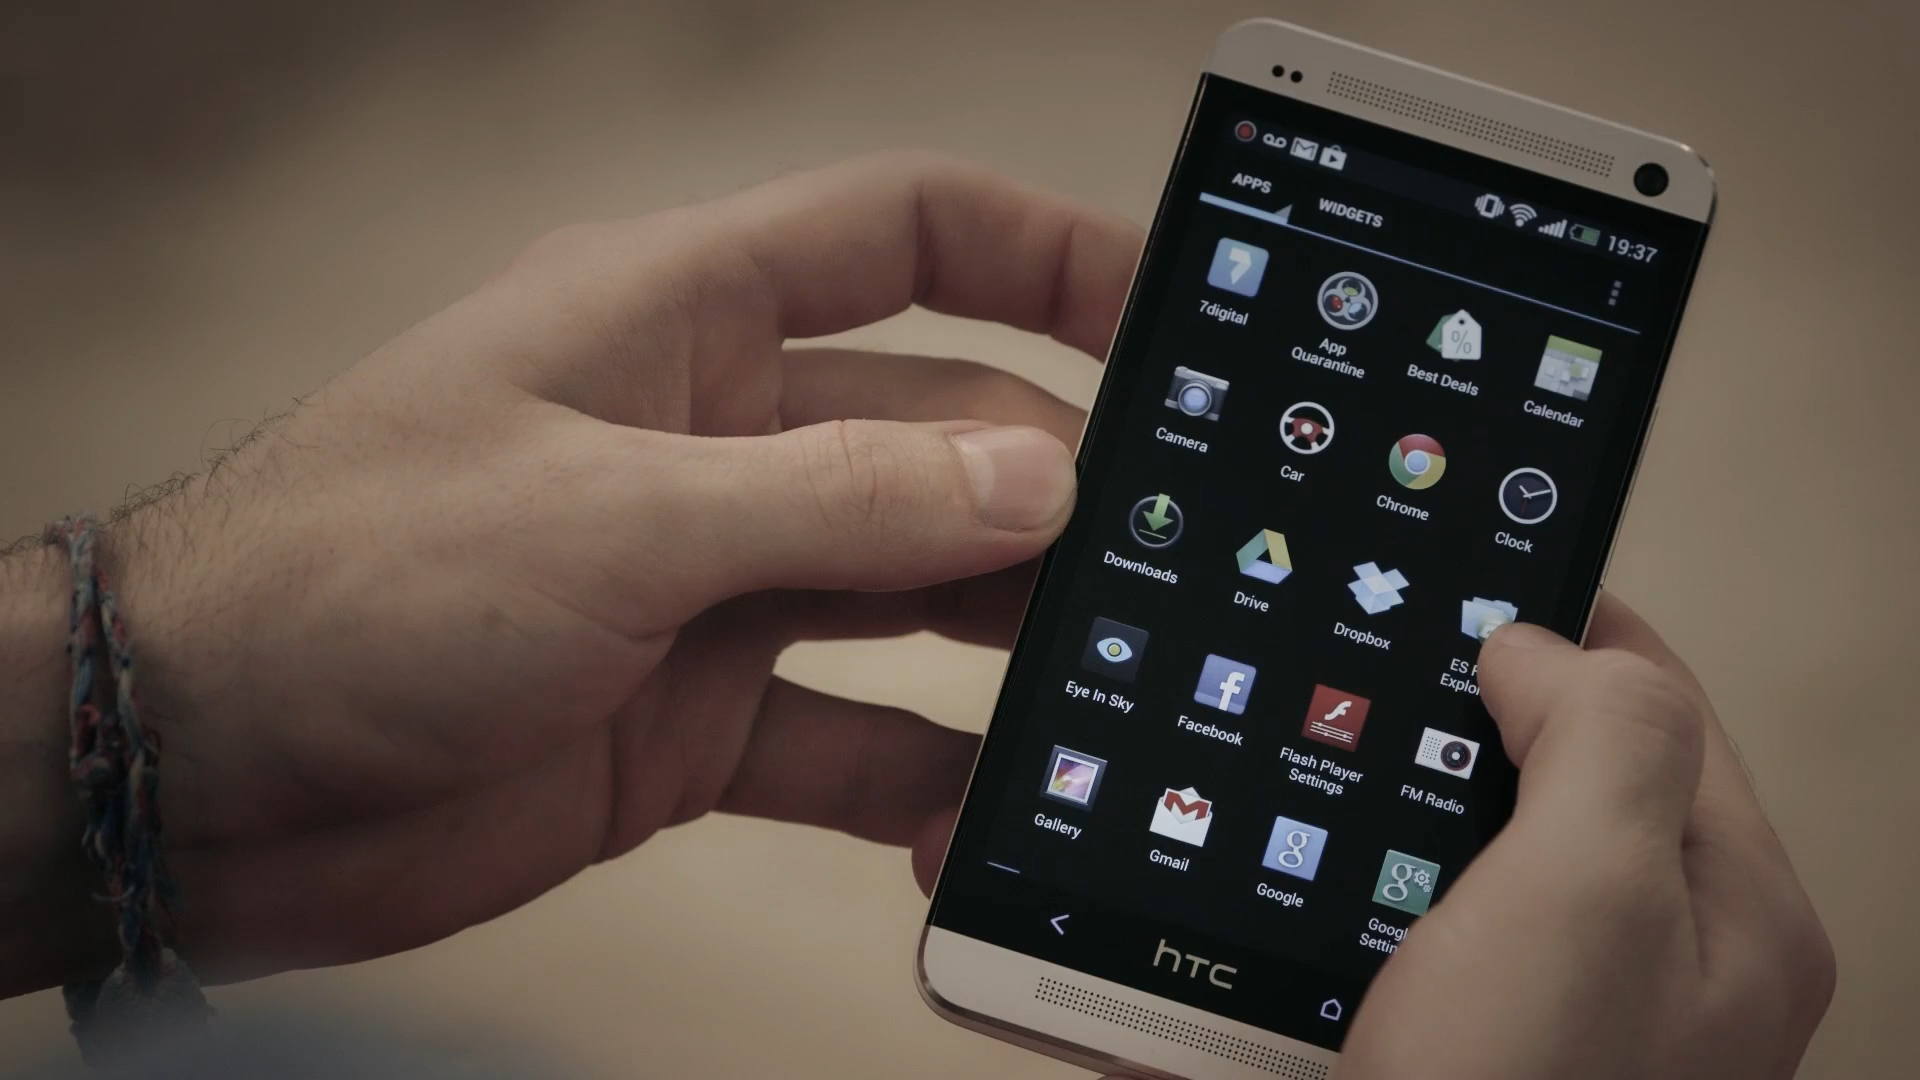 19:37
APPS
WIDGETS
7digital
App
Quarantine
Best Deals
Calendar
Camera
Car
Chrome
Clock
Downloads
Drive
Dropbox
ES
Eye In Sky
Facebook
Flash Player
Settings
FM Radio
Gallery
Gmail
Google
hTC